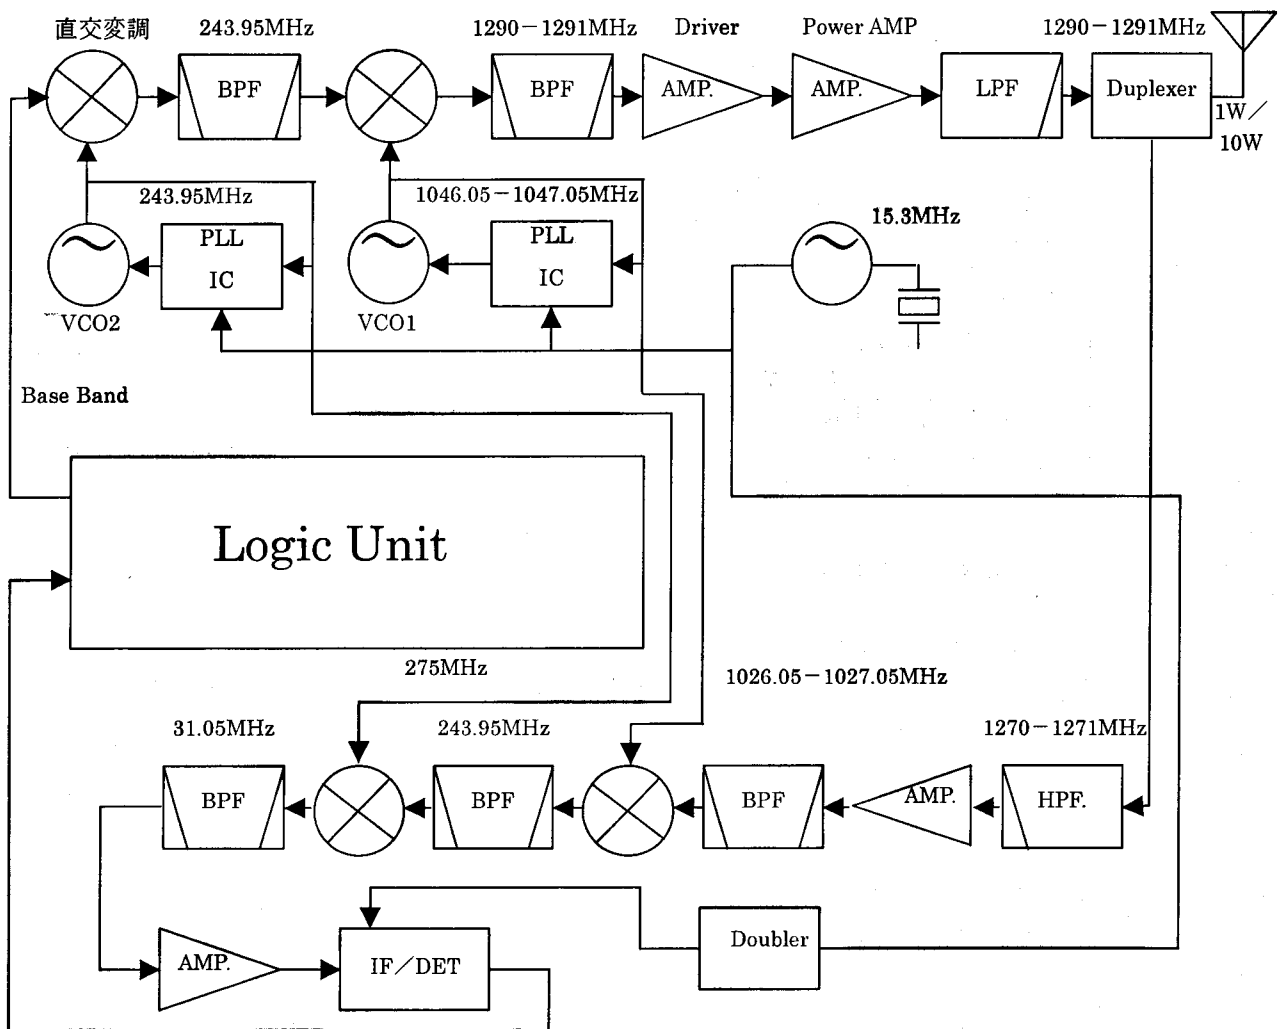 直交変調
243.95MHz
1290－1291MHz
Driver
Power AMP
1290－1291MHz
BPF
BPF
AMP.
AMP.
LPF
Duplexer
1W／
10W
243.95MHz
1046.05－1047.05MHz
15.3MHz
PLL
IC
PLL
IC
VCO2
VCO1
Base Band
Logic Unit
275MHz
1026.05－1027.05MHz
31.05MHz
243.95MHz
1270－1271MHz
BPF
BPF
BPF
AMP.
HPF.
AMP.
IF／DET
Doubler